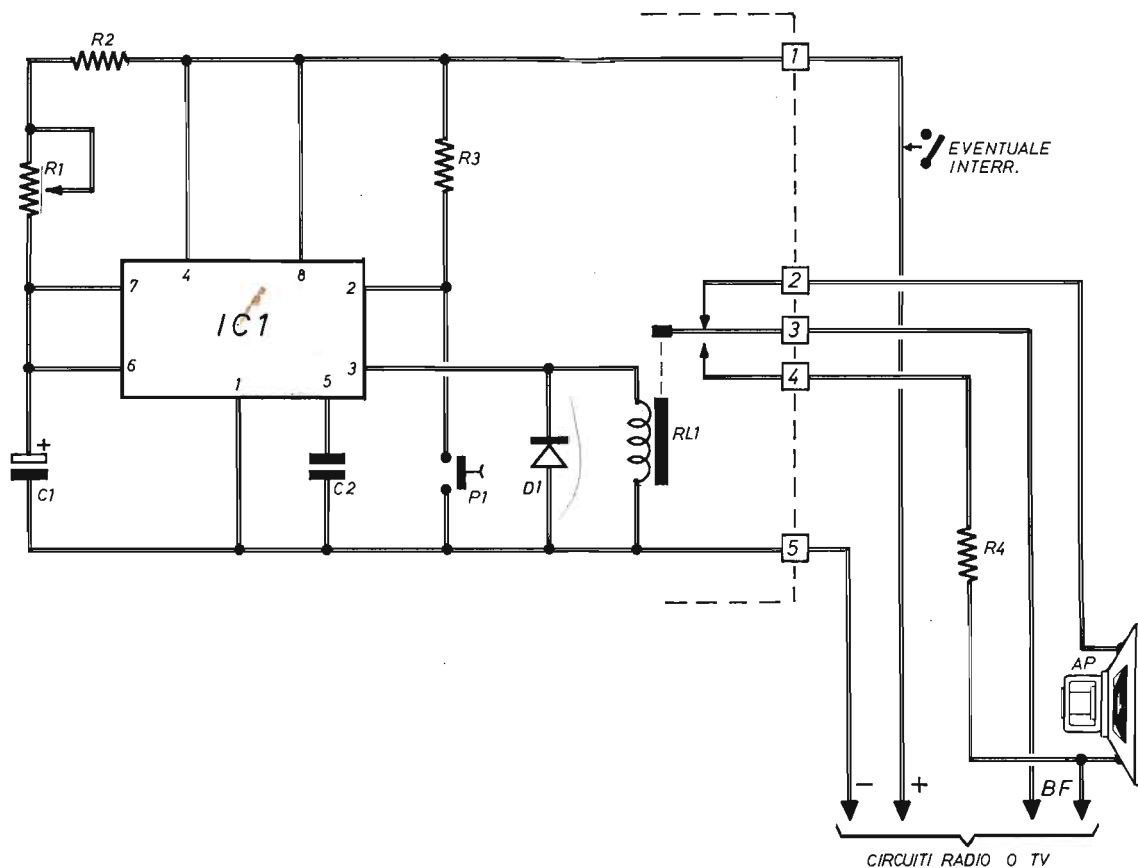 R2
1
R3
EVENTUALE
INTERR.
R1
4
8
7
2
2
IC1
3
6
1
5
3
4
+
C1
C2
P1
D1
RL1
5
R4
AP
-
+
BF
CIRCUITI RADIO O TV